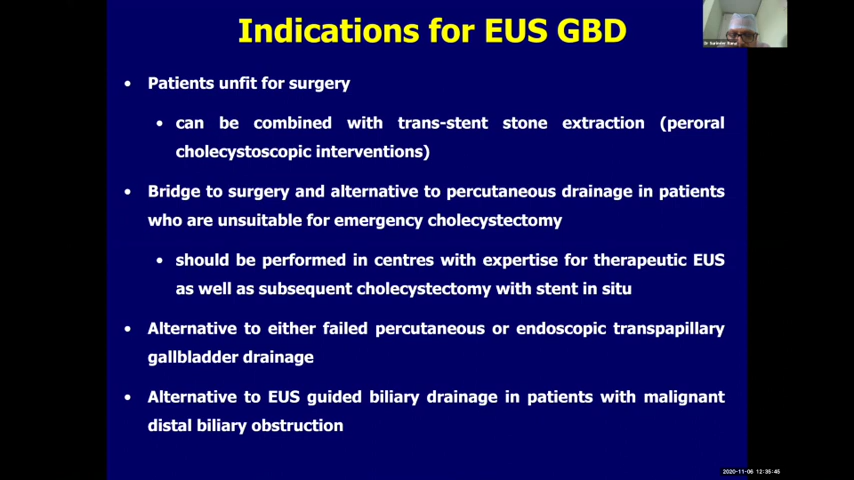 Indications for EUS GBD
• Patients unfit for surgery
• can be combined with trans-stent stone extraction (peroral
cholecystoscopic interventions)
• Bridge to surgery and alternative to percutaneous drainage in patients
who are unsuitable for emergency cholecystectomy
• should be performed in centres with expertise for therapeutic EUS
as well as subsequent cholecystectomy with stent in situ
• Alternative to either failed percutaneous or endoscopic transpapillary
gallbladder drainage
• Alternative to EUS guided biliary drainage in patients with malignant
distal biliary obstruction
2020-11-06 12:35:45